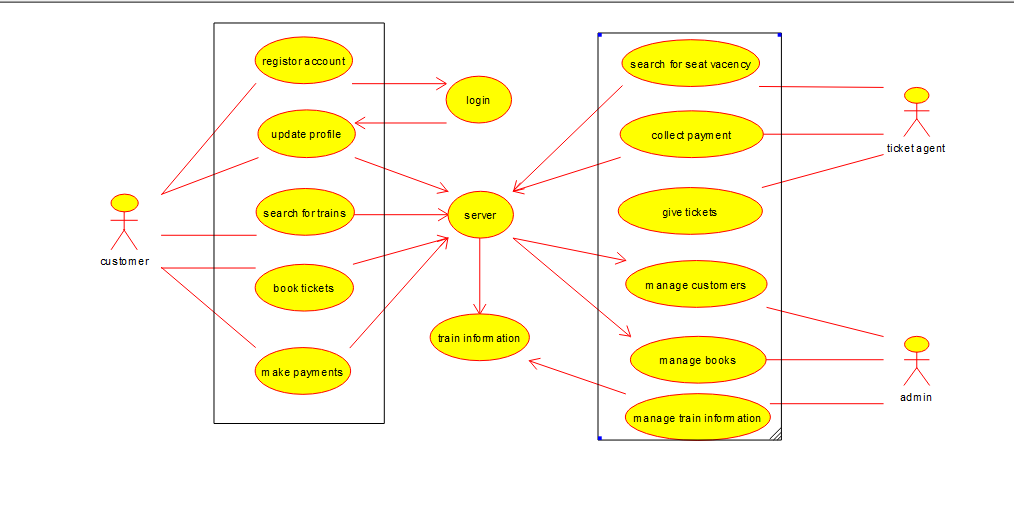 registor account
login
update profile
search for trains
server
customer
book tickets
train information
make payments
search for seat vacency
collect payment
ticket agent
give tickets
manage customers
manage books
admin
manage train information